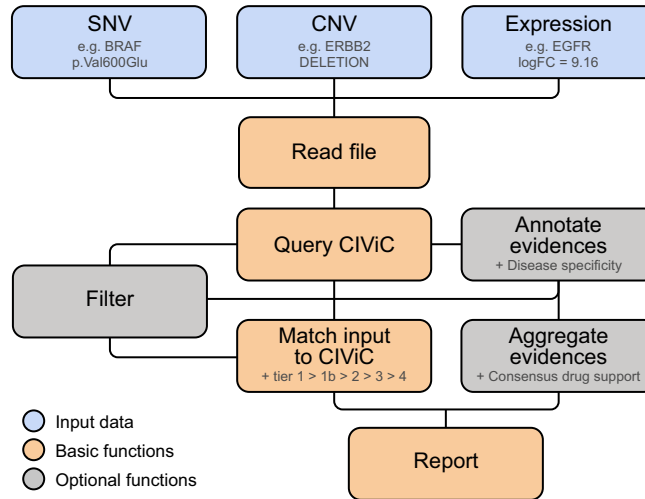 SNV
e.g. BRAF
p.Val600Glu
CNV
e.g. ERBB2
DELETION
Expression
e.g. EGFR
logFC = 9.16
Read file
Query CIViC
Annotate
evidences
+ Disease specificity
Filter
Match input
to CIViC
+ tier 1 > 1b > 2 > 3 > 4
Aggregate
evidences
+ Consensus drug support
Input data
Basic functions
Optional functions
Report